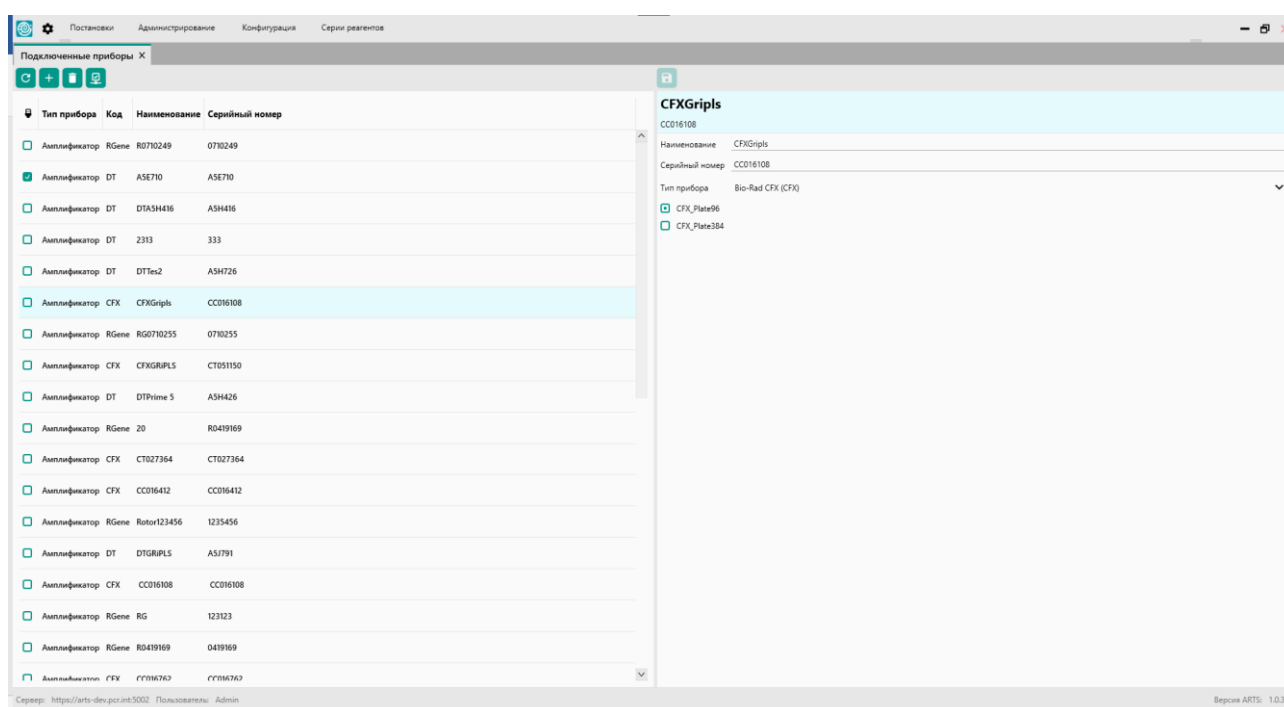 Постановки Администрирование Конфигурация Серии реагентов
Подключенные приборы X
Тип прибора Код Наименование Серийный номер
Амплификатор RGene R0710249 0710249
Амплификатор DT A5E710 A5E710
Амплификатор DT DTA5H416 A5H416
Амплификатор DT 2313 333
Амплификатор DT DTTes2 A5H726
Амплификатор CFX CFXGripls CC016108
Амплификатор RGene RG0710255 0710255
Амплификатор CFX CFXGRiPLS CT051150
Амплификатор DT DTPrime 5 A5H426
Амплификатор RGene 20 R0419169
Амплификатор CFX CT027364 CT027364
Амплификатор CFX CC016412 CC016412
Амплификатор RGene Rotor123456 1235456
Амплификатор DT DTGRiPLS A5J791
Амплификатор CFX CC016108 CC016108
Амплификатор RGene RG 123123
Амплификатор RGene R0419169 0419169
Амплификатор CFX CC016762 CC016762
CFXGripls
CC016108
Наименование CFXGripls
Серийный номер CC016108
Тип прибора Bio-Rad CFX (CFX)
CFX_Plate96
CFX_Plate384
Сервер: https://arts-dev.pcr.int:5002 Пользователь: Admin
Версия ARTS: 1.0.3